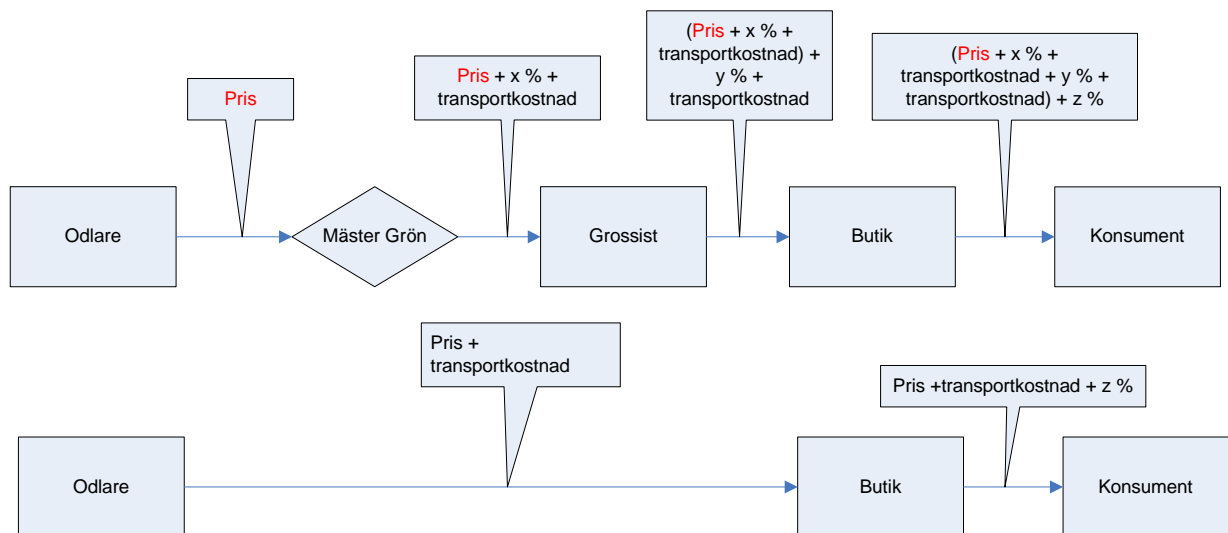 Pris
Pris + x % +
transportkostnad
(Pris + x % +
transportkostnad) +
y % +
transportkostnad
(Pris + x % +
transportkostnad + y % +
transportkostnad) + z %
Odlare
Mäster Grön
Grossist
Butik
Konsument
Pris +
transportkostnad
Pris +transportkostnad + z %
Odlare
Butik
Konsument